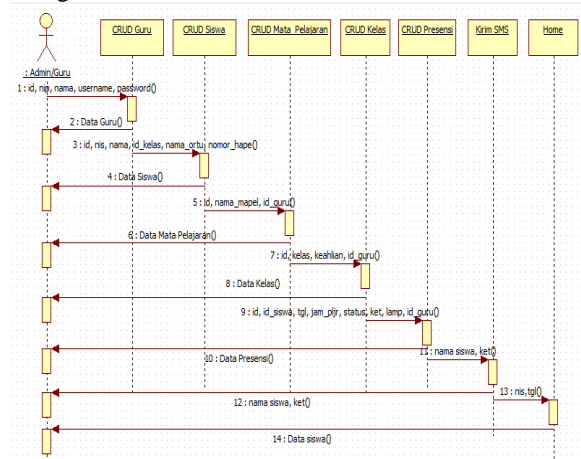 CRUD Guru
CRUD Siswa
CRUD Mata Pelajaran
CRUD Kelas
CRUD Presensi
Kirim SMS
Home
: Admin/Guru
1 : id, nip, nama, username, password()
2 : Data Guru()
3 : id, nis, nama, id_kelas, nama_ortu, nomor_hape()
4 : Data Siswa()
5 : id, nama_mapel, id_guru()
6 : Data Mata Pelajaran()
7 : id, kelas, keahlian, id_guru()
8 : Data Kelas()
9 : id, id_siswa, tgl, jam_pljr, status, ket, lamp, id_guru()
10 : Data Presensi()
11 : nama siswa, ket()
12 : nama siswa, ket()
13 : nis,tgl()
14 : Data siswa()